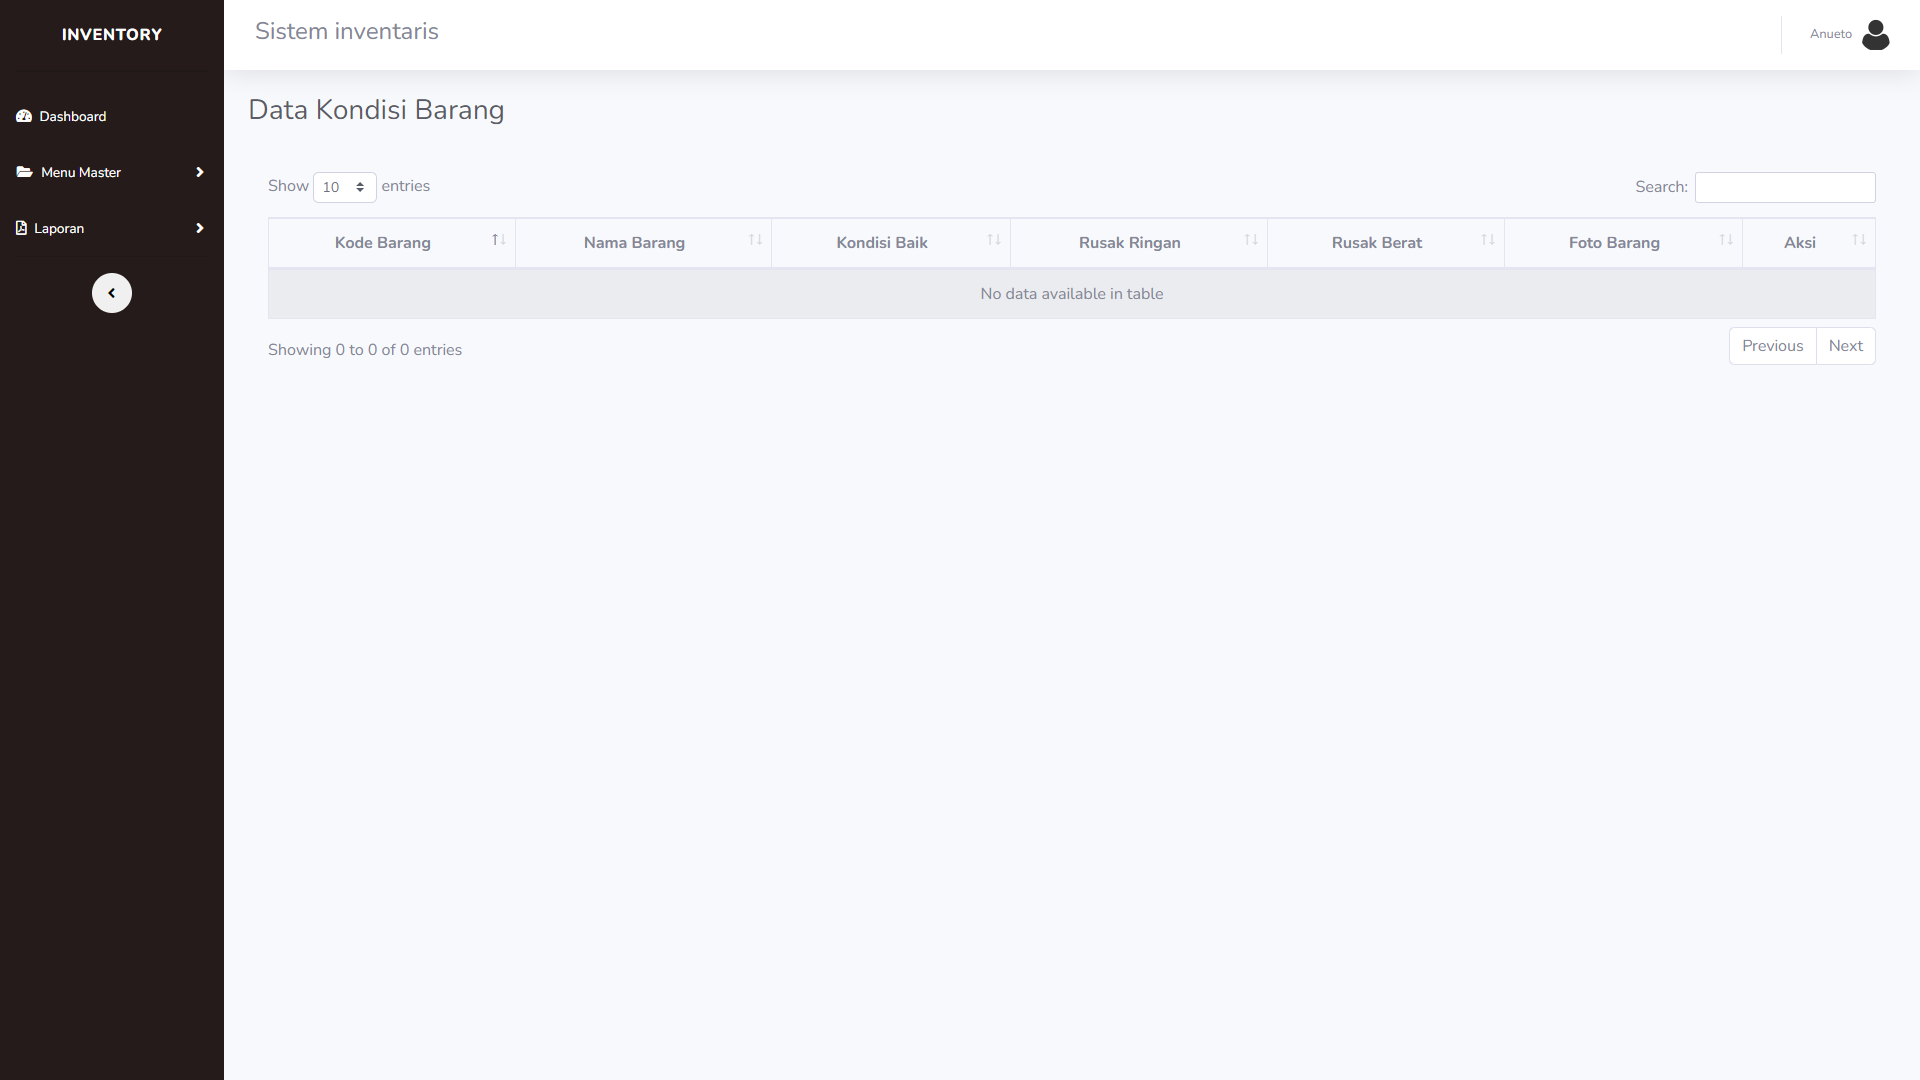 INVENTORY
Sistem inventaris
Anueto
Dashboard
Menu Master
Laporan
Data Kondisi Barang
Show 10 entries
Search:
Kode Barang Nama Barang Kondisi Baik Rusak Ringan Rusak Berat Foto Barang Aksi
No data available in table
Showing 0 to 0 of 0 entries
Previous Next